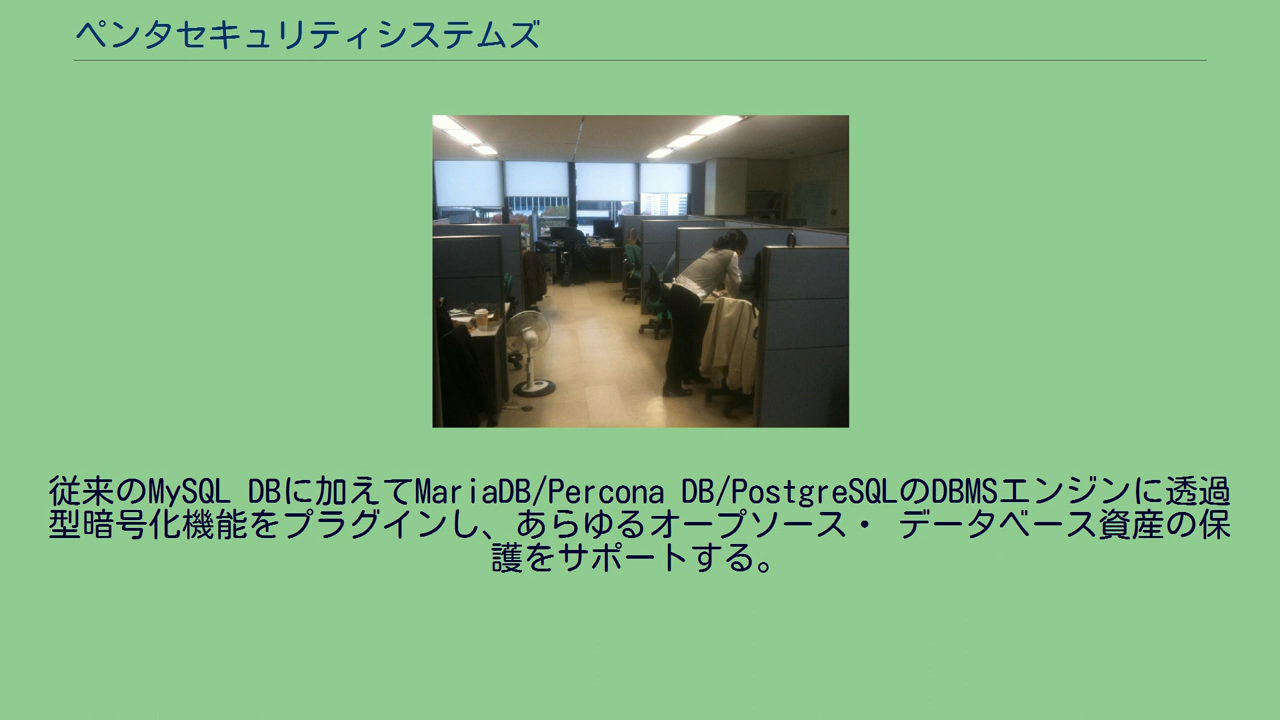 ペンタセキュリティシステムズ
従来のMySQL DBに加えてMariaDB/Percona DB/PostgreSQLのDBMSエンジンに透過
型暗号化機能をプラグインし、あらゆるオープソース・ データベース資産の保
護をサポートする。